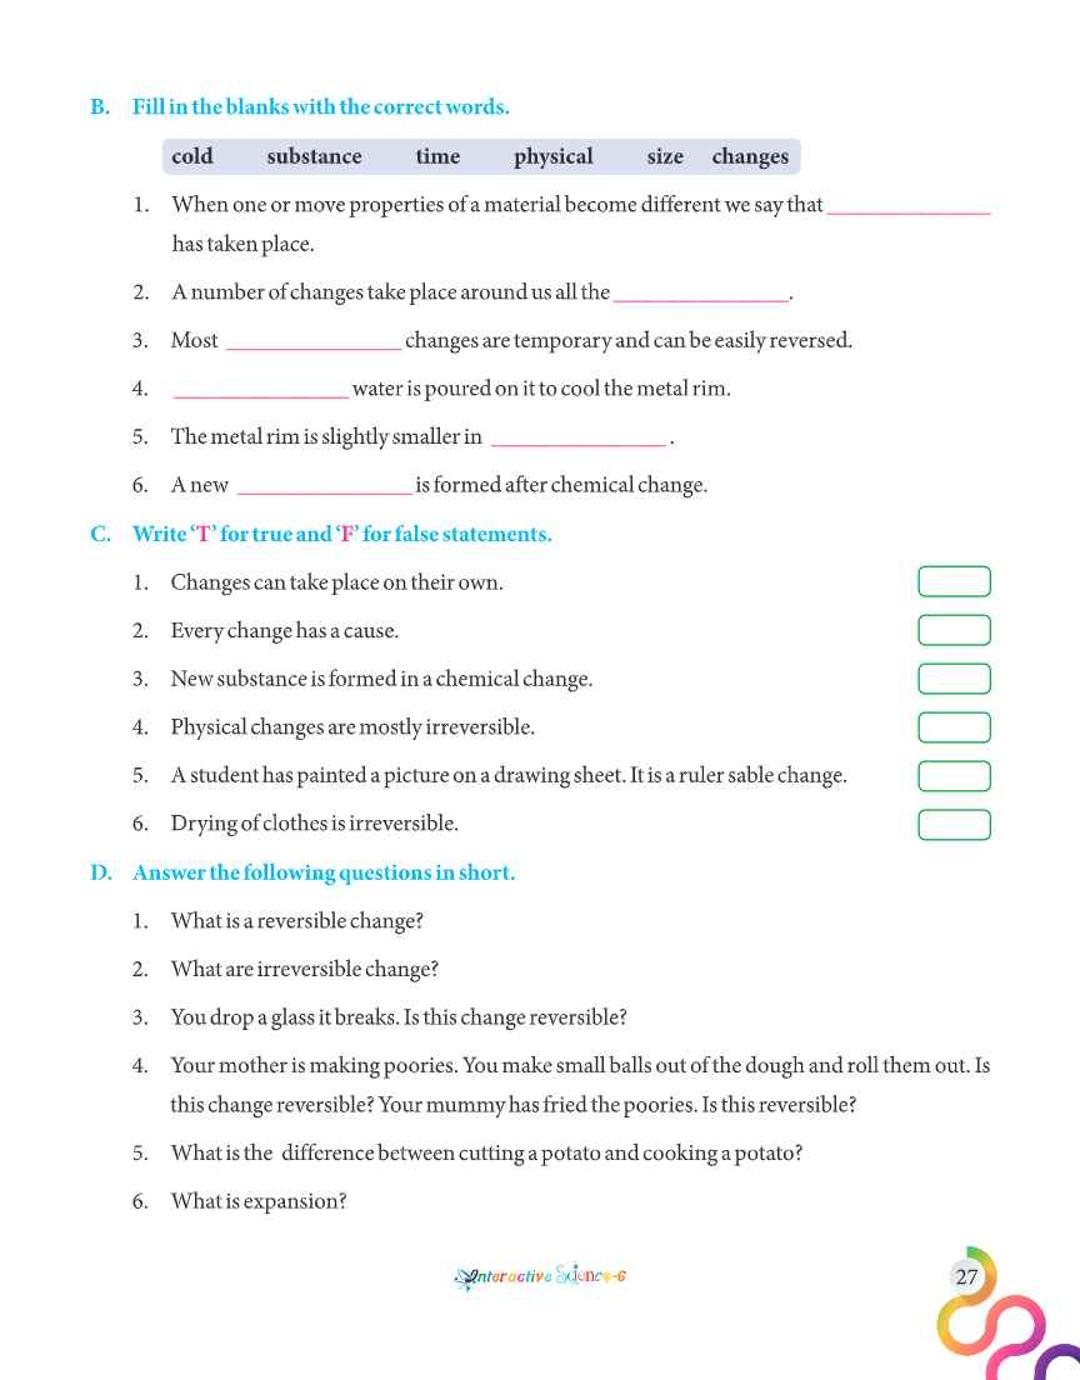 B. Fill in the blanks with the correct words.
cold substance time physical size changes
1. When one or move properties of a material become different we say that ____________
has taken place.
2. A number of changes take place around us all the ____________.
3. Most ____________ changes are temporary and can be easily reversed.
4. ____________ water is poured on it to cool the metal rim.
5. The metal rim is slightly smaller in ____________ .
6. A new ____________ is formed after chemical change.
C. Write ‘T’ for true and ‘F’ for false statements.
1. Changes can take place on their own.
2. Every change has a cause.
3. New substance is formed in a chemical change.
4. Physical changes are mostly irreversible.
5. A student has painted a picture on a drawing sheet. It is a ruler sable change.
6. Drying of clothes is irreversible.
D. Answer the following questions in short.
1. What is a reversible change?
2. What are irreversible change?
3. You drop a glass it breaks. Is this change reversible?
4. Your mother is making poories. You make small balls out of the dough and roll them out. Is
this change reversible? Your mummy has fried the poories. Is this reversible?
5. What is the difference between cutting a potato and cooking a potato?
6. What is expansion?
Interactive Science-6
27